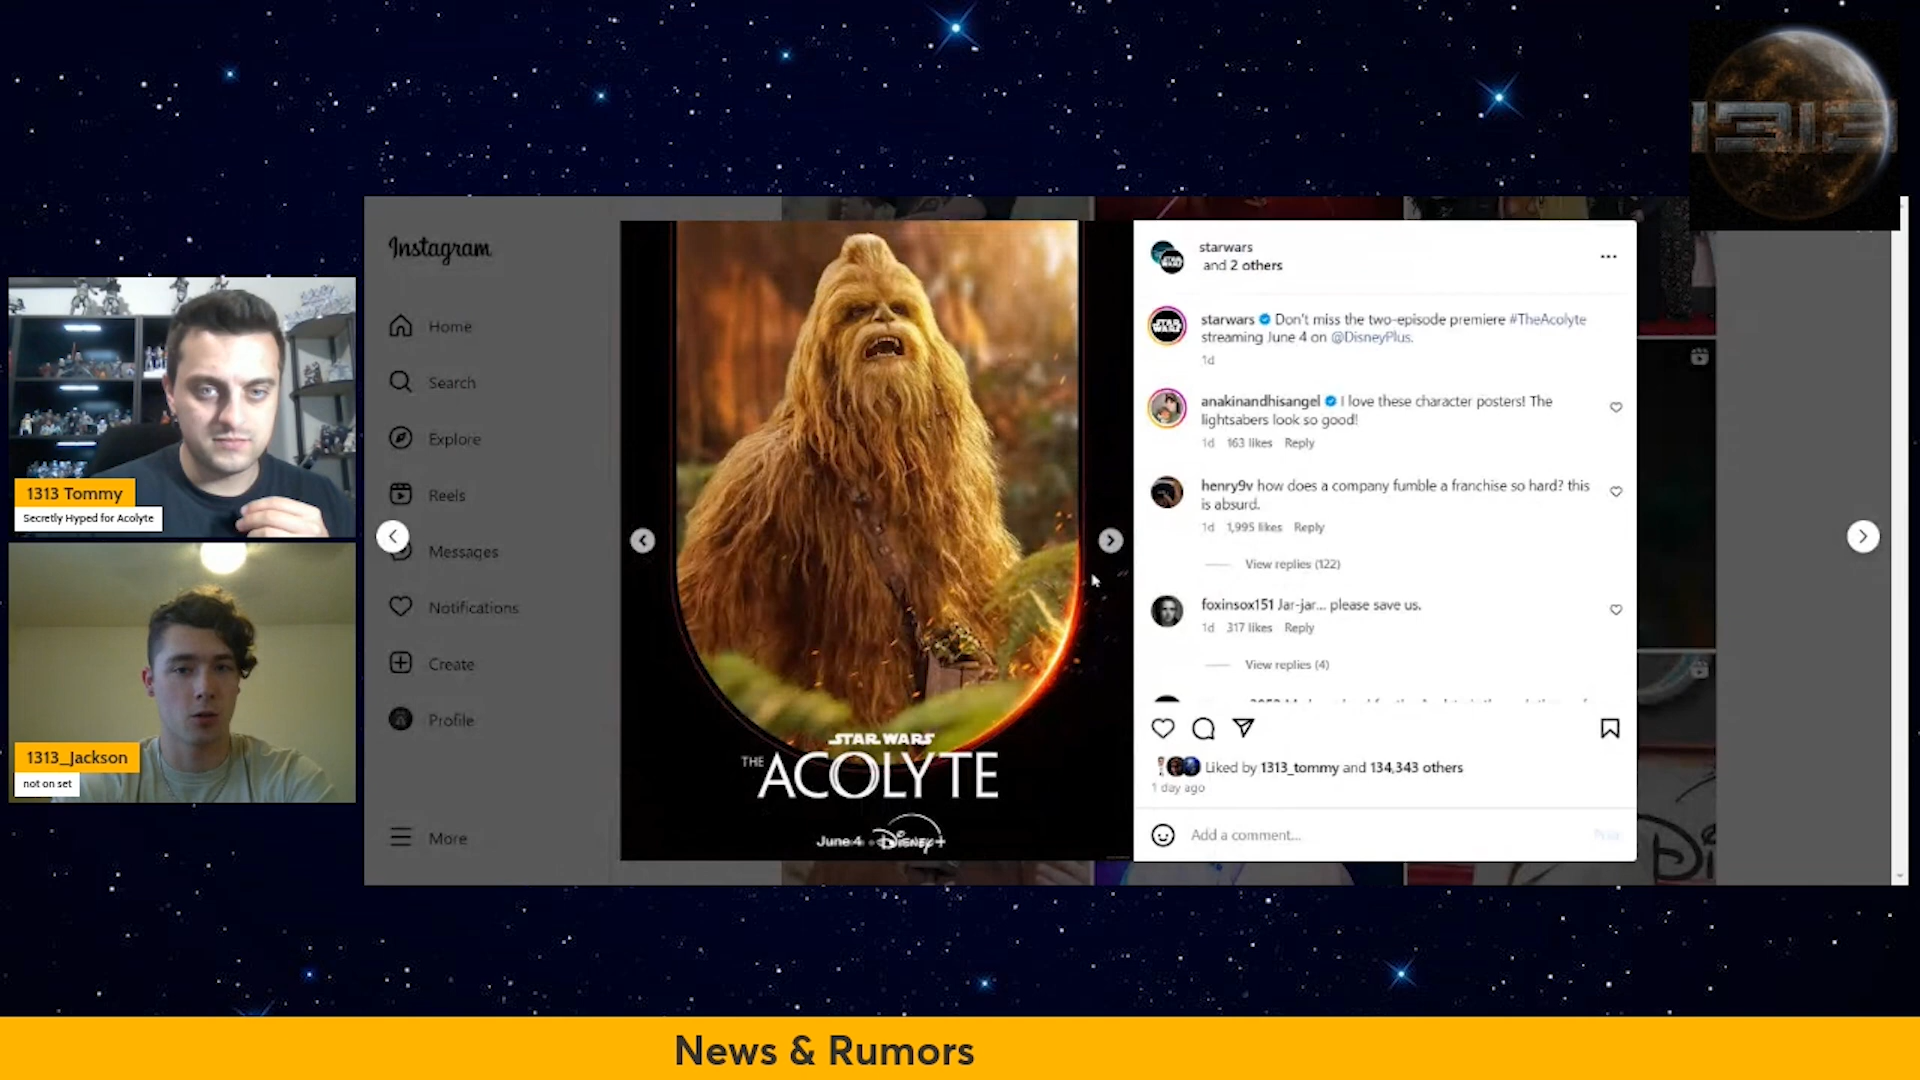 1313
Instagram
Home
Search
Explore
Reels
Messages
Notifications
Create
Profile
More
1313 Tommy
Secretly Hyped for Acolyte
1313_Jackson
not on set
STAR WARS
THE
ACOLYTE
June 4 • Disney+
starwars
and 2 others
starwars Don't miss the two-episode premiere #TheAcolyte
streaming June 4 on @DisneyPlus.
1d
anakinandhisangel I love these character posters! The
lightsabers look so good!
1d 163 likes Reply
henry9v how does a company fumble a franchise so hard? this
is absurd.
1d 1,995 likes Reply
View replies (122)
foxinsox151 Jar-jar... please save us.
1d 317 likes Reply
View replies (4)
Liked by 1313_tommy and 134,343 others
1 day ago
Add a comment...
Post
News & Rumors